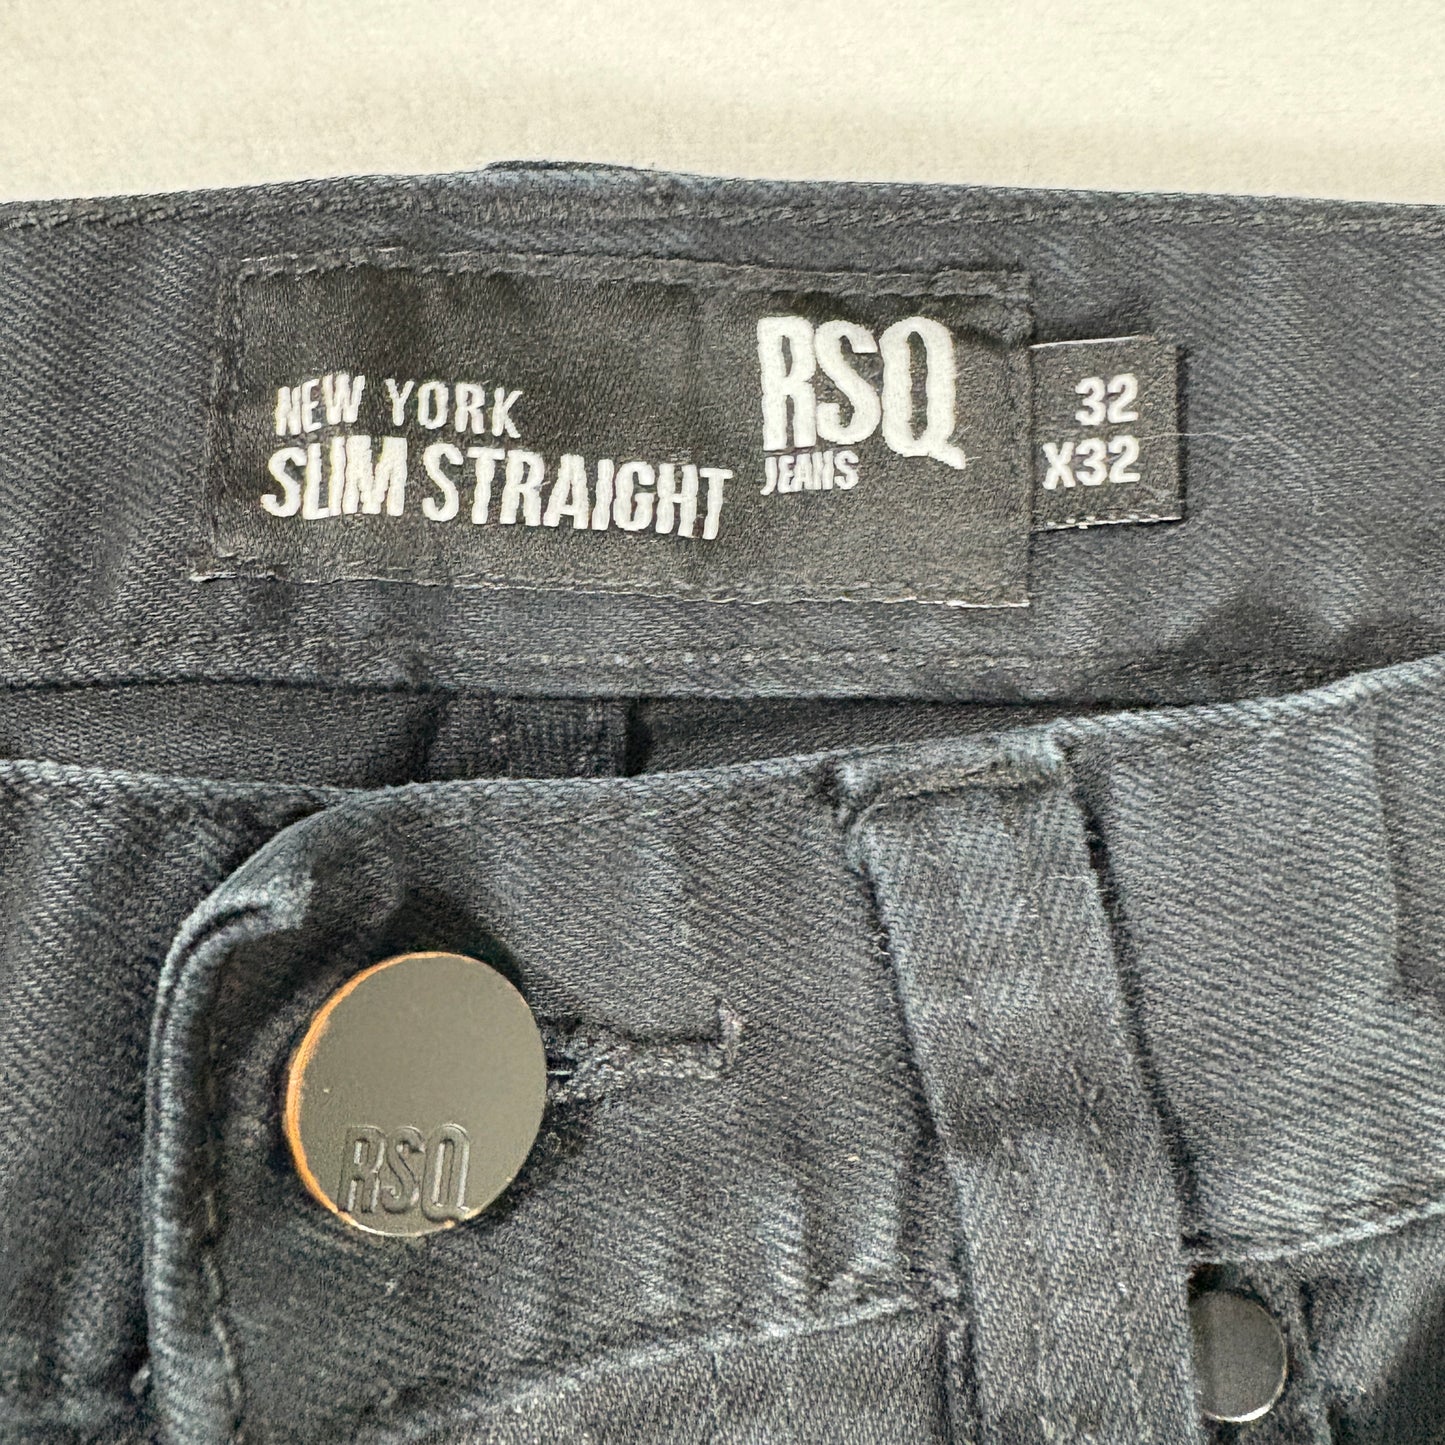 NEW YORK
SLIM STRAIGHT
RSQ
JEANS
32
X32
RSQ